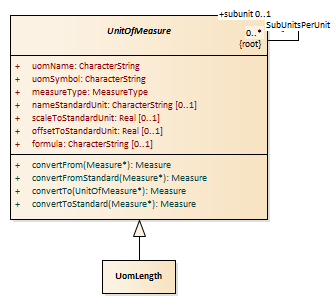 +subunit 0..1
UnitOfMeasure
SubUnitsPerUnit
0..*
{root}
+ uomName: CharacterString
+ uomSymbol: CharacterString
+ measureType: MeasureType
+ nameStandardUnit: CharacterString [0..1]
+ scaleToStandardUnit: Real [0..1]
+ offsetToStandardUnit: Real [0..1]
+ formula: CharacterString [0..1]
+ convertFrom(Measure*): Measure
+ convertFromStandard(Measure*): Measure
+ convertTo(UnitOfMeasure*): Measure
+ convertToStandard(Measure*): Measure
UomLength